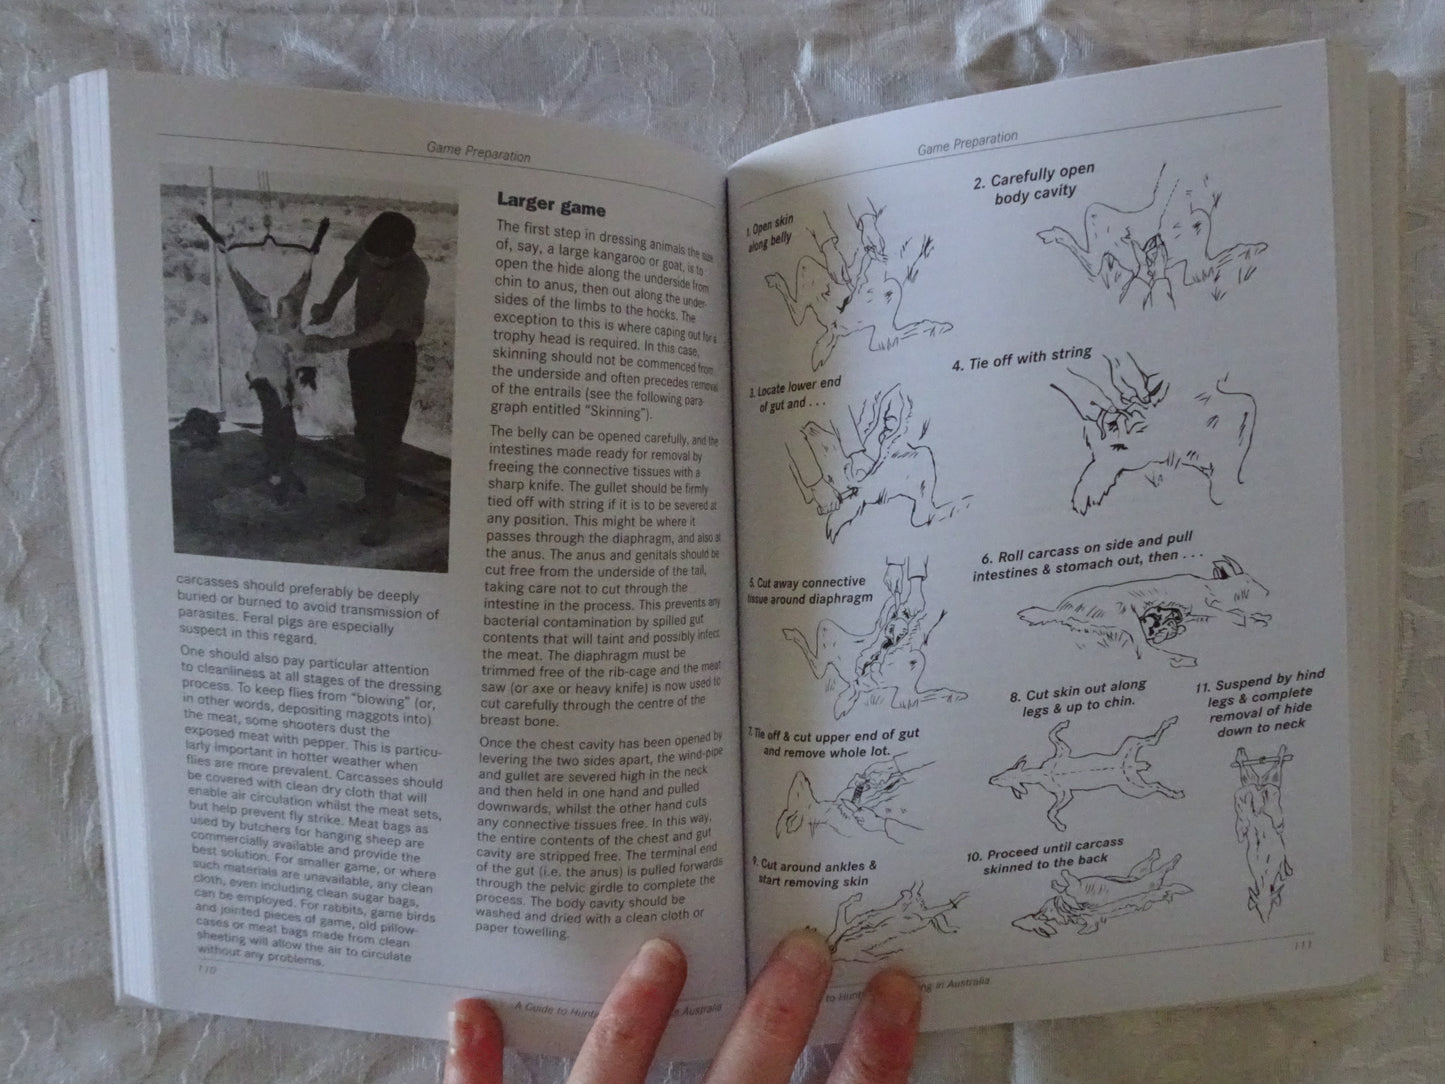 Game Preparation
carcasses should preferably be deeply
buried or burned to avoid transmission of
parasites. Feral pigs are especially
suspect in this regard.
One should also pay particular attention
to cleanliness at all stages of the dressing
process. To keep flies from “blowing” (or,
in other words, depositing maggots into)
the meat, some shooters dust the
exposed meat with pepper. This is particu-
larly important in hotter weather when
flies are more prevalent. Carcasses should
be covered with clean dry cloth that will
enable air circulation whilst the meat sets,
but help prevent fly strike. Meat bags as
used by butchers for hanging sheep are
commercially available and provide the
best solution. For smaller game, or where
such materials are unavailable, any clean
cloth, even including clean sugar bags,
can be employed. For rabbits, game birds
and jointed pieces of game, old pillow-
cases or meat bags made from clean
sheeting will allow the air to circulate
without any problems.
Larger game
The first step in dressing animals the size
of, say, a large kangaroo or goat, is to
open the hide along the underside from
chin to anus, then out along the under-
sides of the limbs to the hocks. The
exception to this is where caping out for a
trophy head is required. In this case,
skinning should not be commenced from
the underside and often precedes removal
of the entrails (see the following para-
graph entitled “Skinning”).
The belly can be opened carefully, and the
intestines made ready for removal by
freeing the connective tissues with a
sharp knife. The gullet should be firmly
tied off with string if it is to be severed at
any position. This might be where it
passes through the diaphragm, and also at
the anus. The anus and genitals should be
cut free from the underside of the tail,
taking care not to cut through the
intestine in the process. This prevents any
bacterial contamination by spilled gut
contents that will taint and possibly infect
the meat. The diaphragm must be
trimmed free of the rib-cage and the meat
saw (or axe or heavy knife) is now used to
cut carefully through the centre of the
breast bone.
Once the chest cavity has been opened by
levering the two sides apart, the wind-pipe
and gullet are severed high in the neck
and then held in one hand and pulled
downwards, whilst the other hand cuts
any connective tissues free. In this way,
the entire contents of the chest and gut
cavity are stripped free. The terminal end
of the gut (i.e. the anus) is pulled forwards
through the pelvic girdle to complete the
process. The body cavity should be
washed and dried with a clean cloth or
paper towelling.
110
A Guide to Hunti Australia
Game Preparation
1. Open skin
along belly
2. Carefully open
body cavity
3. Locate lower end
of gut and . . .
4. Tie off with string
5. Cut away connective
tissue around diaphragm
6. Roll carcass on side and pull
intestines & stomach out, then . . .
7. Tie off & cut upper end of gut
and remove whole lot.
8. Cut skin out along
legs & up to chin.
11. Suspend by hind
legs & complete
removal of hide
down to neck
9. Cut around ankles &
start removing skin
10. Proceed until carcass
skinned to the back
111
to Hunt ng in Australia